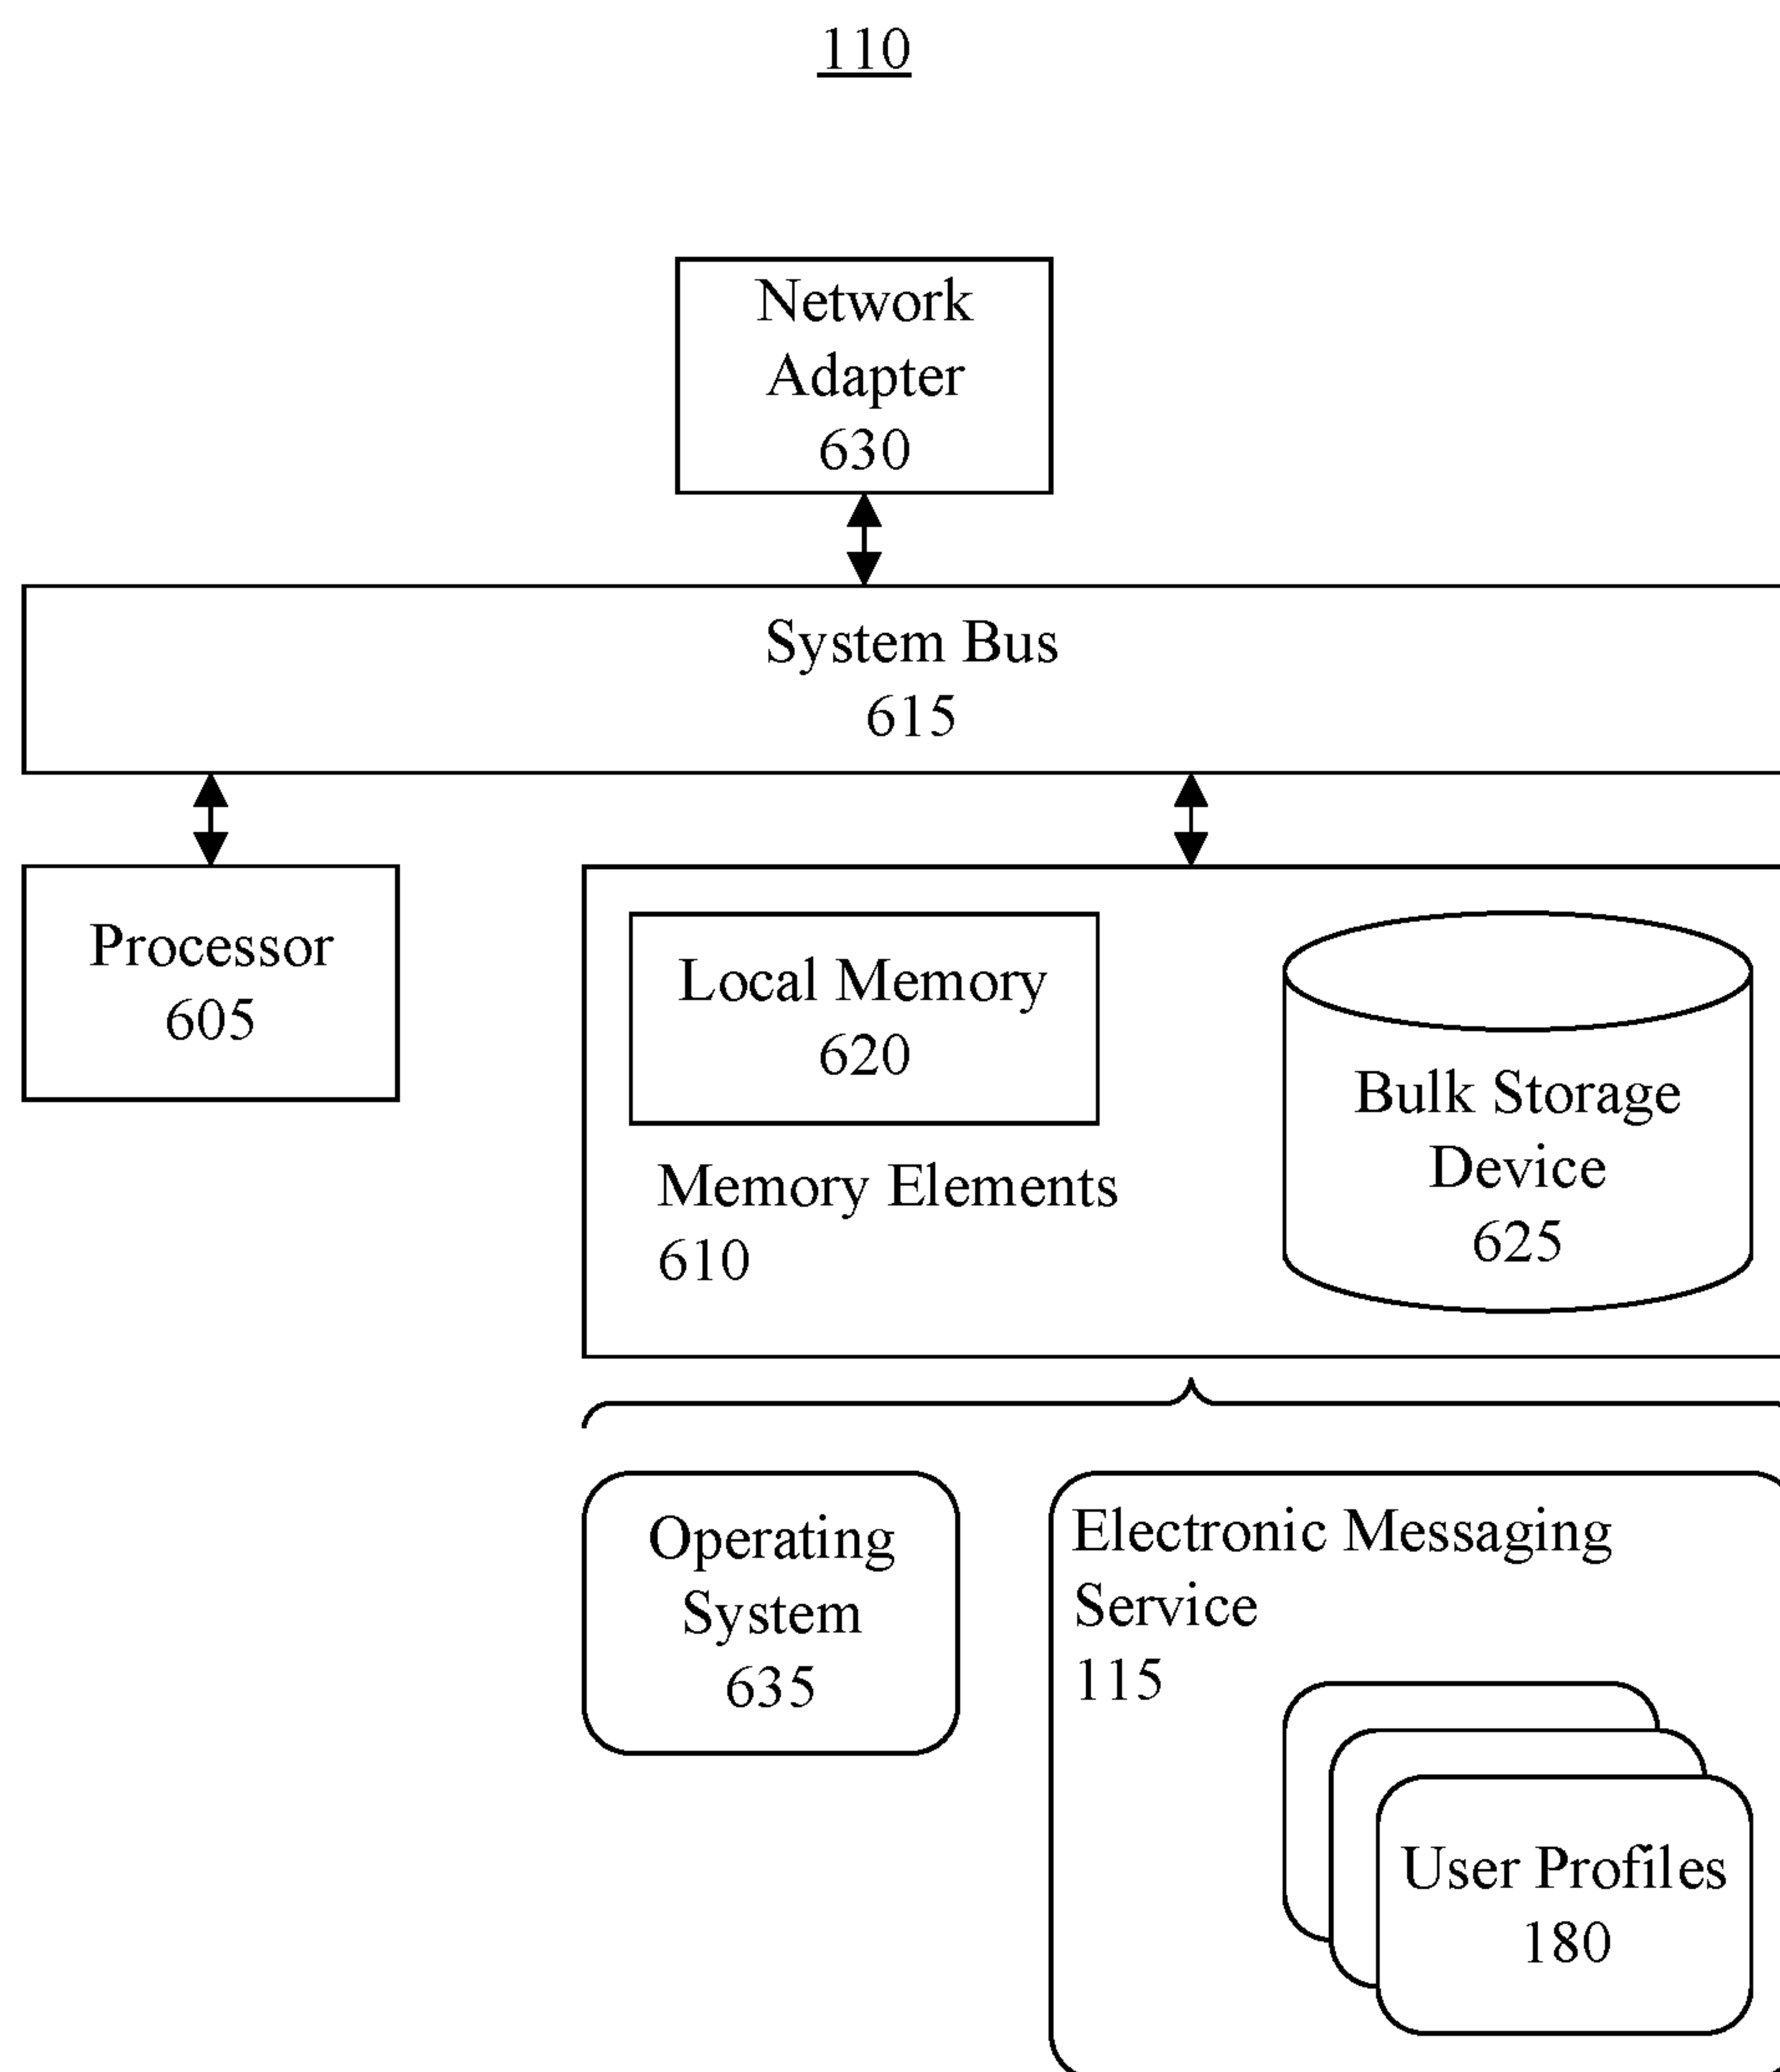 110
Network
Adapter
630
System Bus
615
Processor
605
Local Memory
620
Memory Elements
610
Bulk Storage
Device
625
Operating
System
635
Electronic Messaging
Service
115
User Profiles
180